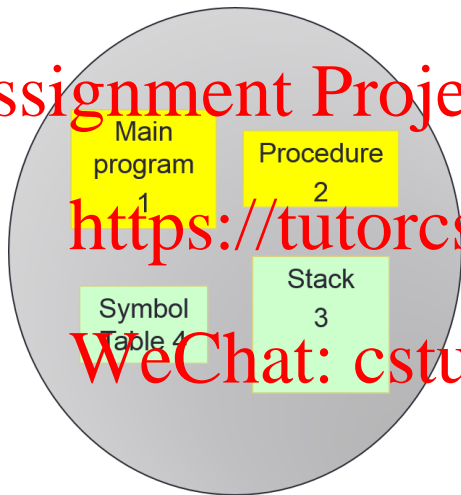 ssignment Proje
Main
program
1
Procedure
2
https://tutorcs
Stack
3
Symbol
Table 4
WeChat: cstu